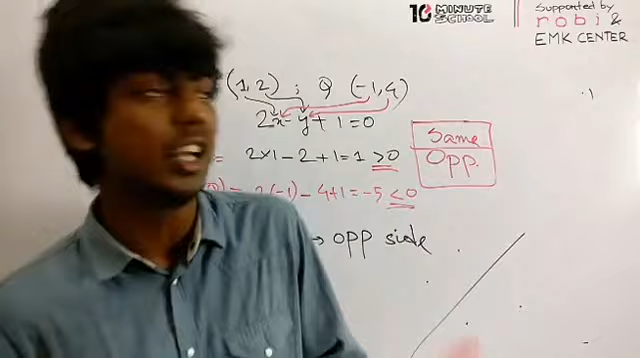 10 MINUTE SCHOOL
Supported by
robi &
EMK CENTER
(1,2) ; Q (-1,4)
2x-y+1=0
Same
Opp.
= 2×1-2+1=1 >0
= 2(-1)-4+1=-5 <0
→ opp side